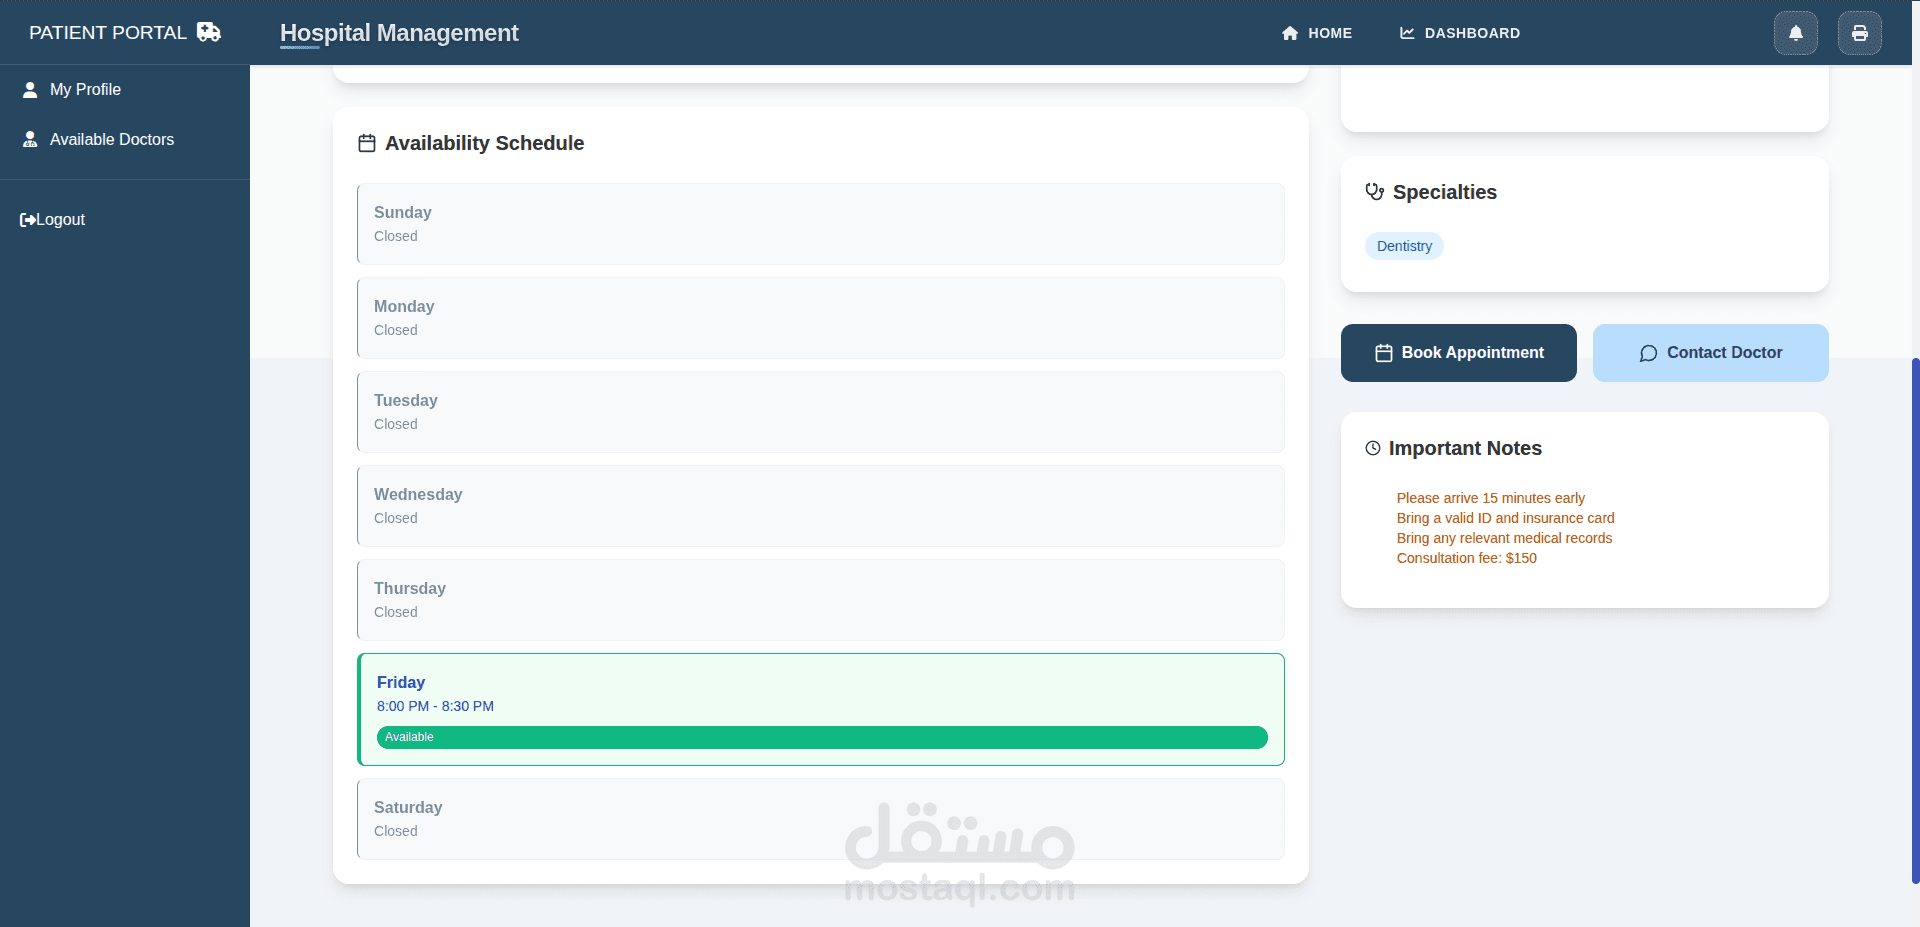 PATIENT PORTAL
Hospital Management
HOME
DASHBOARD
My Profile
Available Doctors
Logout
Availability Schedule
Sunday
Closed
Monday
Closed
Tuesday
Closed
Wednesday
Closed
Thursday
Closed
Friday
8:00 PM - 8:30 PM
Available
Saturday
Closed
Specialties
Dentistry
Book Appointment
Contact Doctor
Important Notes
Please arrive 15 minutes early
Bring a valid ID and insurance card
Bring any relevant medical records
Consultation fee: $150
مستقل
mostaql.com